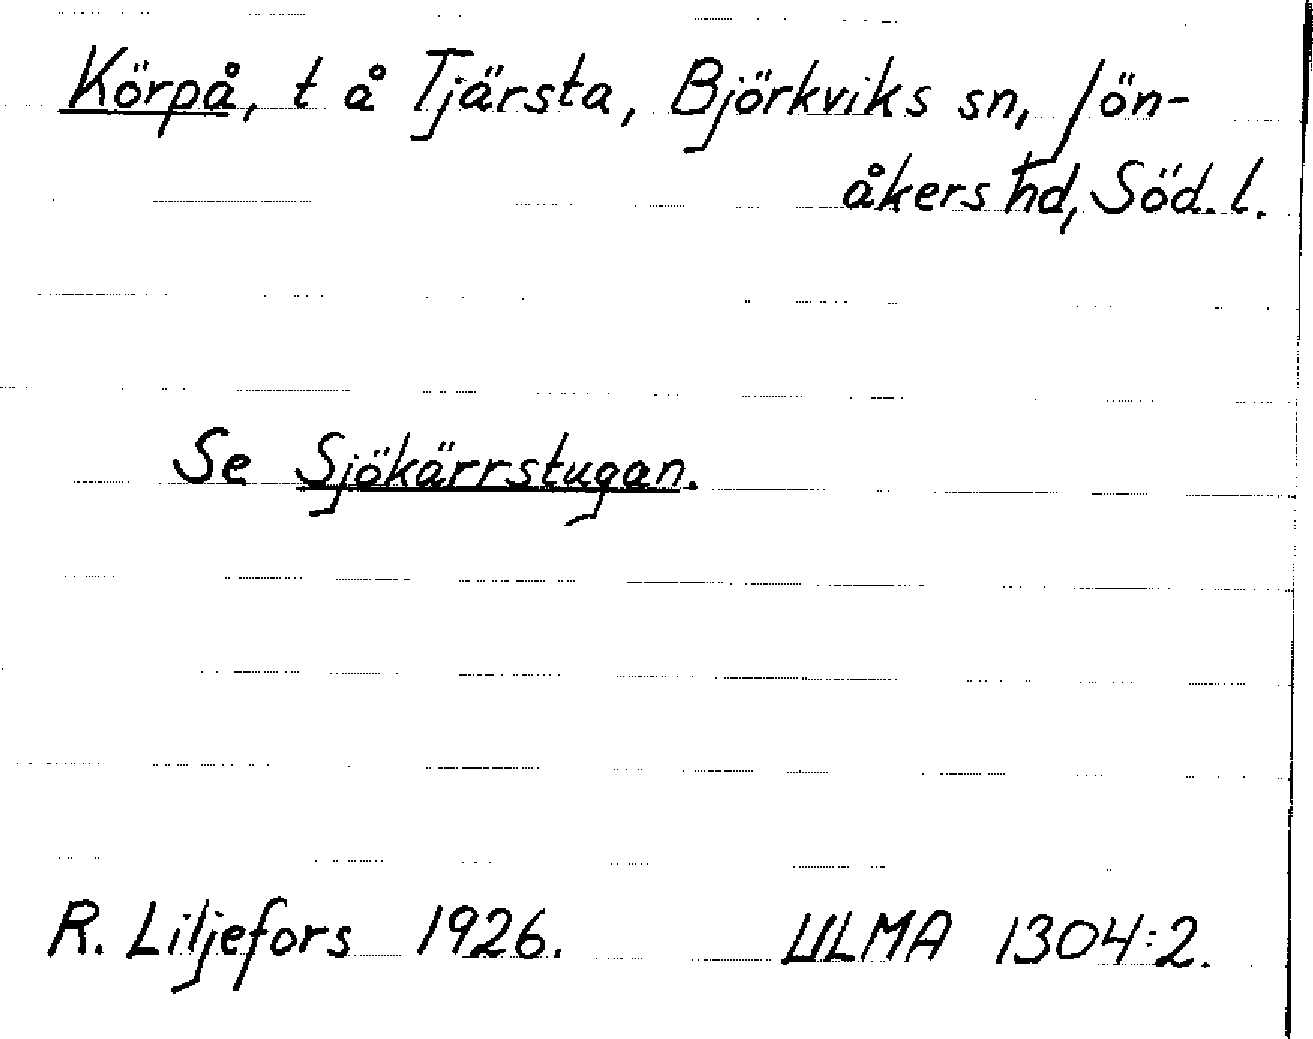 Körpå, t å Tjärsta, Björkviks sn, Jön-
åkers hd, Söd. l.
Se Sjökärrstugan.
R. Liljefors 1926. ULMA 1304:2.